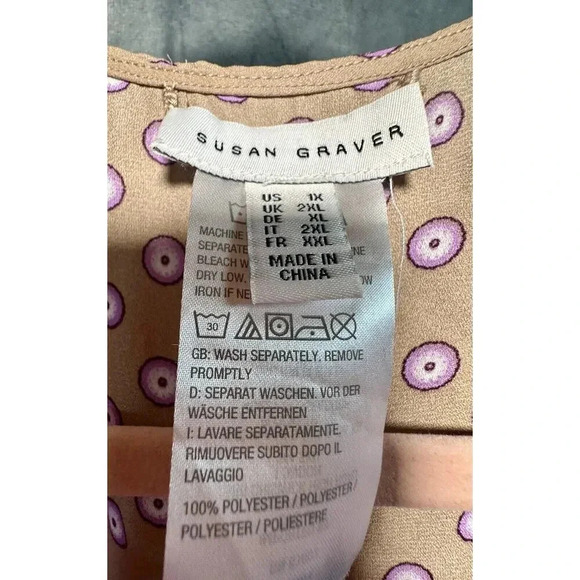 SUSAN GRAVER
US 1X
UK 2XL
DE XL
IT 2XL
FR XXL
MADE IN
CHINA
MACHINE
SEPARATE
BLEACH W
DRY LOW.
IRON IF NE
30
GB: WASH SEPARATELY. REMOVE
PROMPTLY
D: SEPARAT WASCHEN. VOR DER
WÄSCHE ENTFERNEN
I: LAVARE SEPARATAMENTE.
RIMUOVERE SUBITO DOPO IL
LAVAGGIO
100% POLYESTER / POLYESTER /
POLYESTER / POLIESTERE